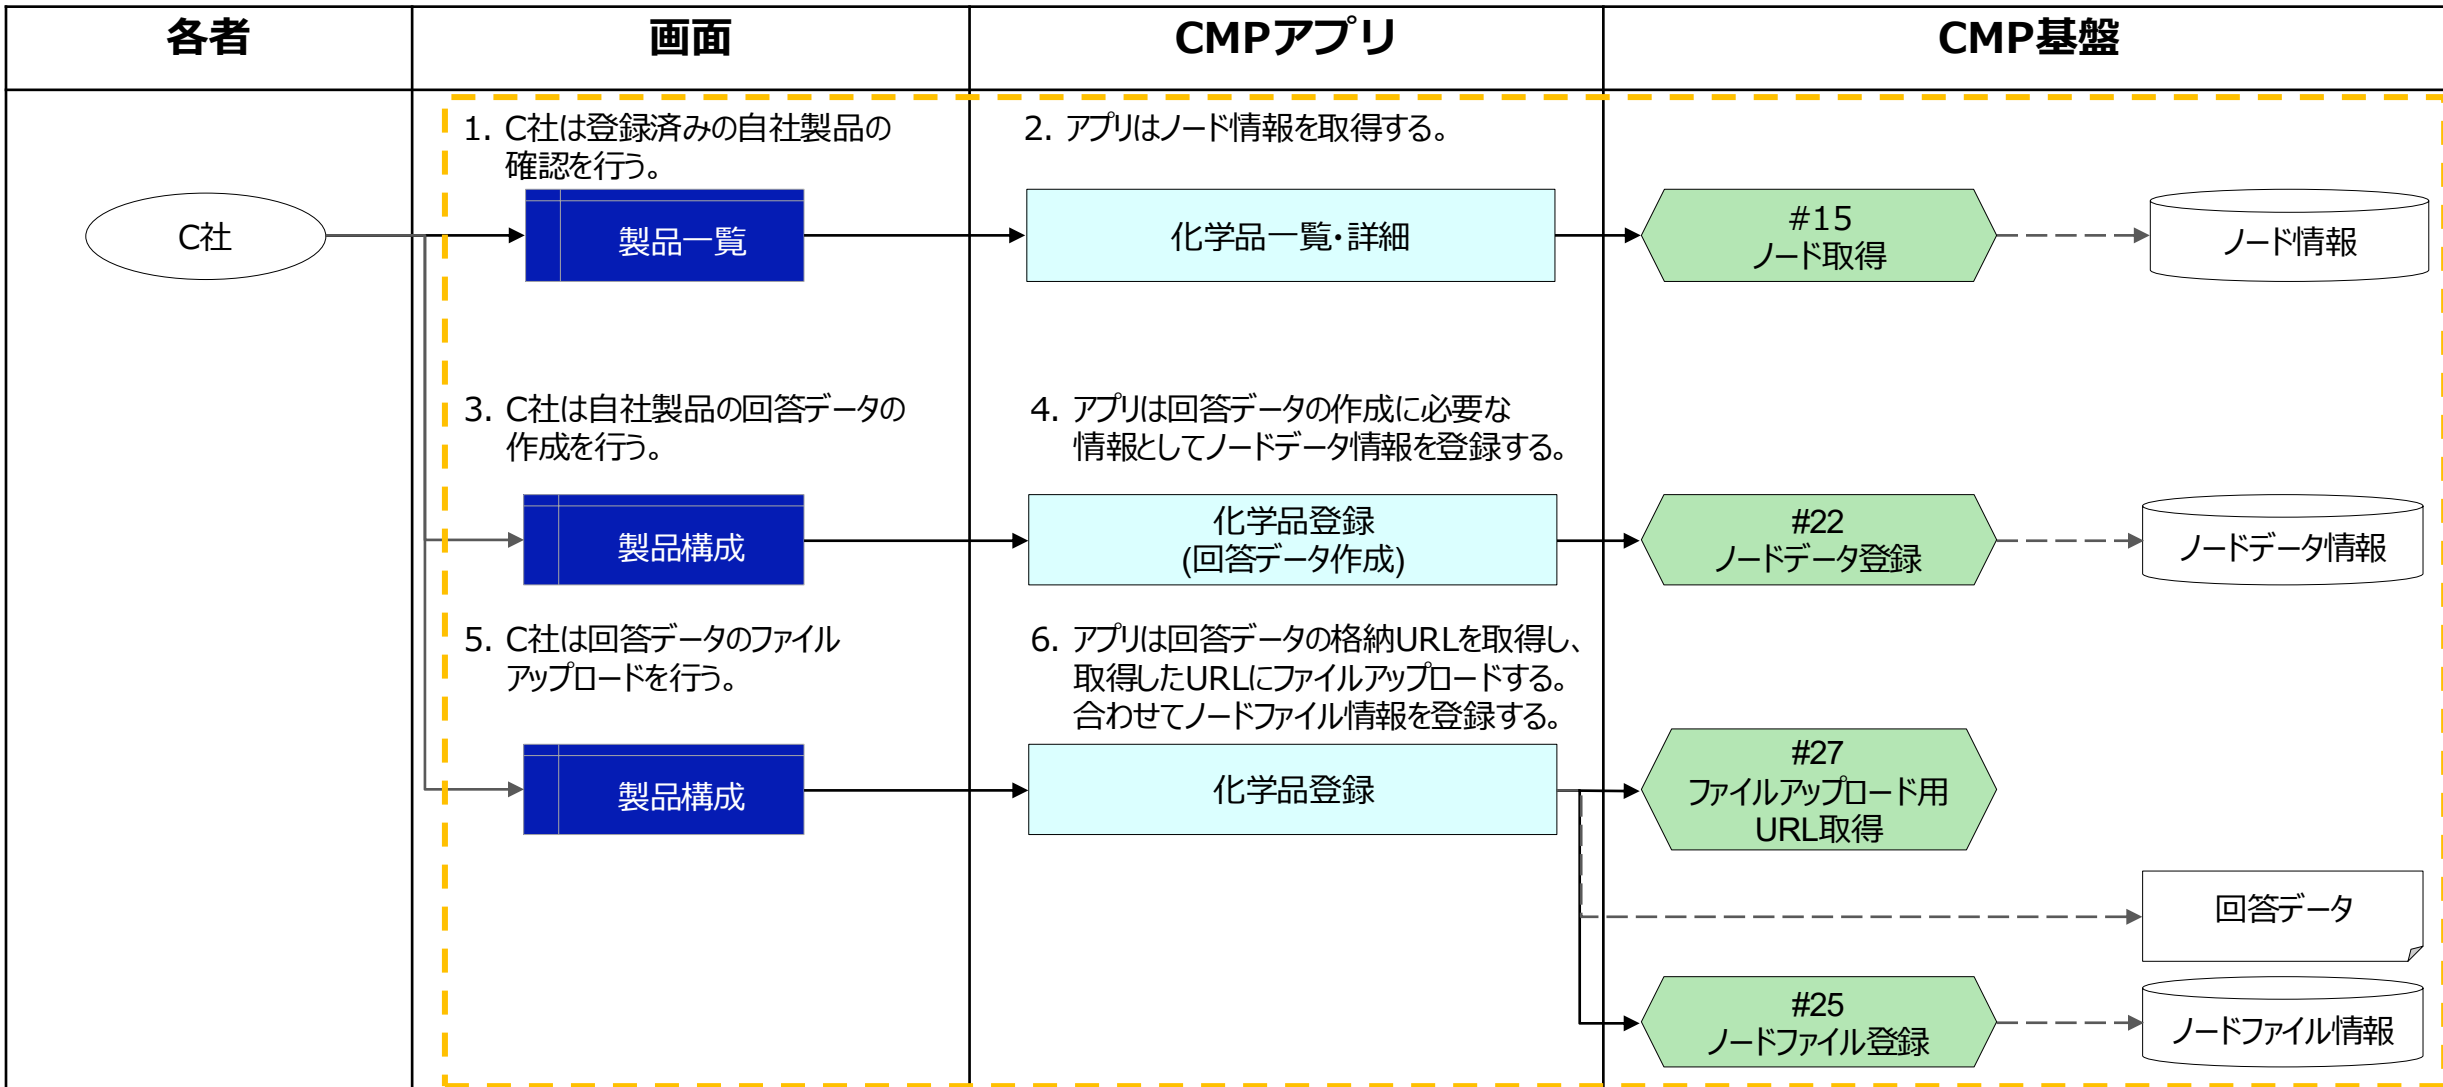 各者
画面
CMPアプリ
CMP基盤
1. C社は登録済みの自社製品の
確認を行う。
2. アプリはノード情報を取得する。
C社
製品一覧
化学品一覧・詳細
#15
ノード取得
ノード情報
3. C社は自社製品の回答データの
作成を行う。
4. アプリは回答データの作成に必要な
情報としてノードデータ情報を登録する。
製品構成
化学品登録
(回答データ作成)
#22
ノードデータ登録
ノードデータ情報
5. C社は回答データのファイル
アップロードを行う。
6. アプリは回答データの格納URLを取得し、
取得したURLにファイルアップロードする。
合わせてノードファイル情報を登録する。
製品構成
化学品登録
#27
ファイルアップロード用
URL取得
回答データ
#25
ノードファイル登録
ノードファイル情報